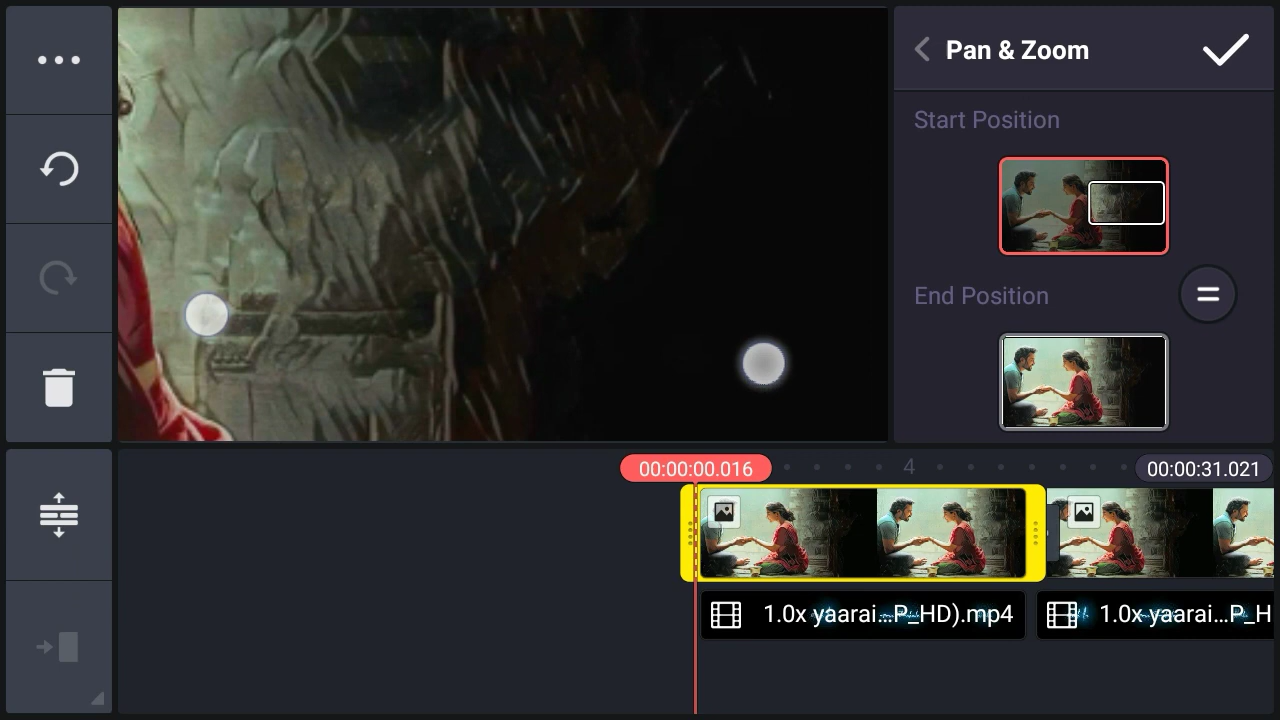 Pan & Zoom
Start Position
End Position
00:00:00.016
4
00:00:31.021
1.0x yaarai...P_HD).mp4
1.0x yaarai...P_H